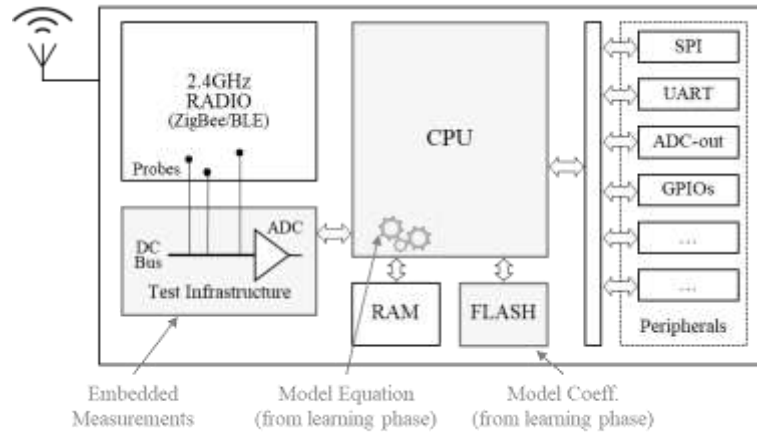 2.4GHz
RADIO
(ZigBee/BLE)
Probes
DC
Bus
ADC
Test Infrastructure
CPU
RAM
FLASH
SPI
UART
ADC-out
GPIOs
...
...
Peripherals
Embedded
Measurements
Model Equation
(from learning phase)
Model Coeff.
(from learning phase)